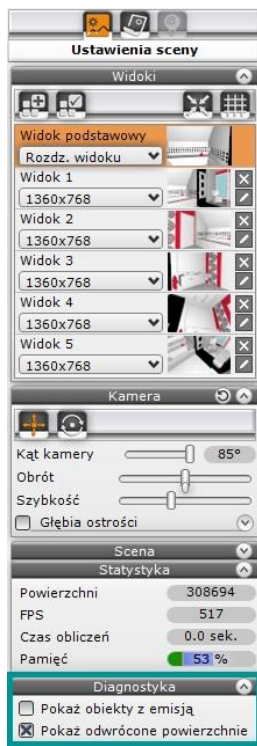 Ustawienia sceny
Widoki
Widok podstawowy
Rozdz. widoku
Widok 1
1360x768
Widok 2
1360x768
Widok 3
1360x768
Widok 4
1360x768
Widok 5
1360x768
Kamera
Kąt kamery 85°
Obrót
Szybkość
Głębia ostrości
Scena
Statystyka
Powierzchni 308694
FPS 517
Czas obliczeń 0.0 sek.
Pamięć 53 %
Diagnostyka
Pokaż obiekty z emisją
Pokaż odwrócone powierzchnie